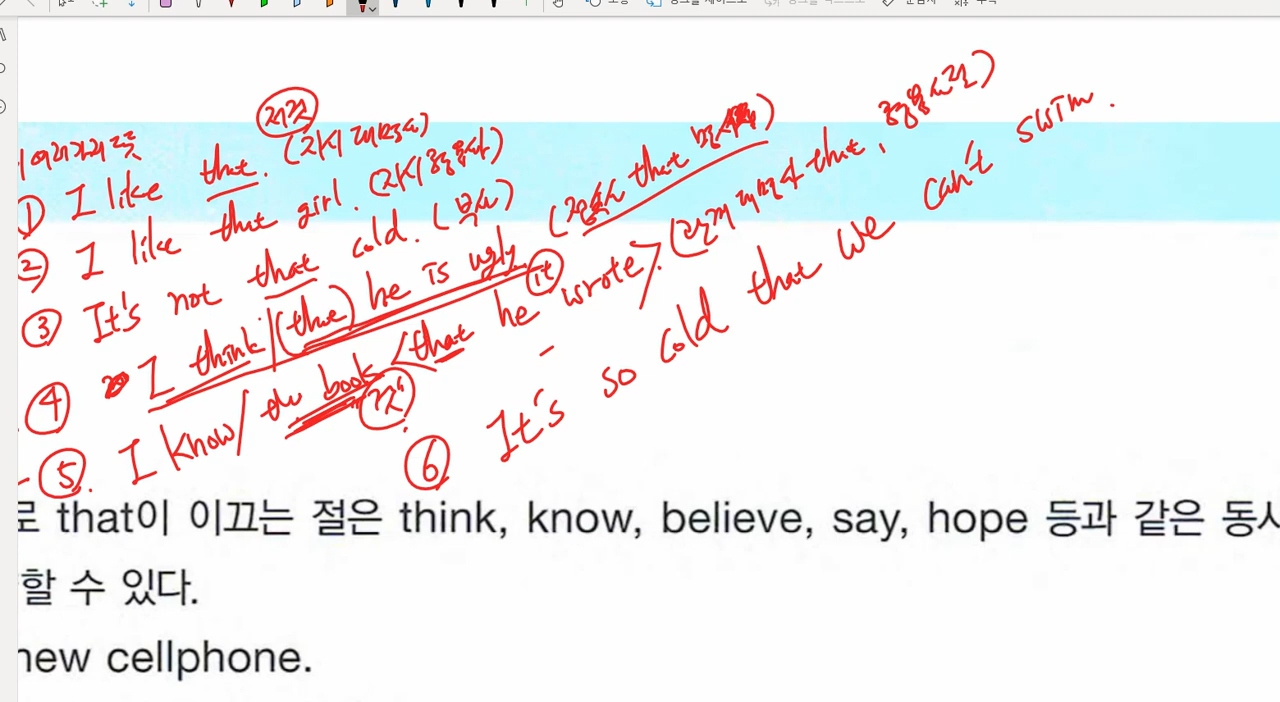 저것
여러가지 뜻
① I like that. (지시대명사)
② I like that girl. (지시형용사)
③ It's not that cold. (부사)
④ I think/(that) he is ugly (접속사 that 명사절)
⑤. I know/ the book <that he wrote>. (관계대명사 that, 형용사절)
it
것
⑥ It's so cold that we can't swim.
로 that이 이끄는 절은 think, know, believe, say, hope 등과 같은 동사
할 수 있다.
new cellphone.